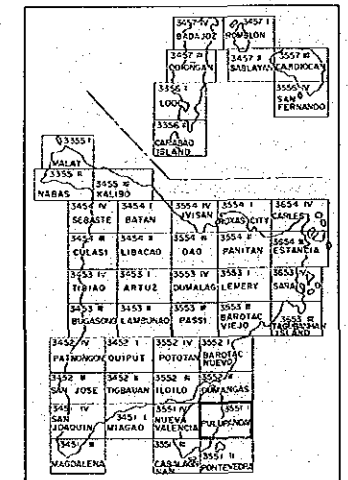 3457 IV 3457 I
BADAJOZ ROMBLON
3457 III 3457 II 3557 III
COLONGAN SABLAYAN CAJIDIOCAN
3356 I 3556 IV
LOOC SAN
FERNANDO
3356 II
CARABAO
ISLAND
3355 I
MALAY
3355 II 3455 III
NABAS KALIBO
3454 IV 3454 I 3554 IV 3554 I 3654 IV
SEBASTE BATAN IVISAN ROXAS CITY CARLES
3454 III 3454 II 3554 III 3554 II 3654 III
CULASI LIBACAO DAO PANITAN ESTANCIA
3453 IV 3453 I 3553 IV 3553 I 3653 IV
TIBIAO ARTUZ DUMALAG LEMERY SARA
3453 III 3453 II 3553 III 3553 II 3653 III
BUGASONG LAMBUNAO PASSI BAROTAC VIEJO TAGUBANHAN
ISLAND
3452 IV 3452 I 3552 IV 3552 I
PATNONGON OUIPUT POTOTAN BAROTAC
NUEVO
3452 III 3452 II 3552 III 3552 II
SAN JOSE TIGBAUAN ILOILO DUMANGAS
3451 IV 3451 I 3551 IV 3551 I
SAN JOAQUIN MIAGAO NUEVA VALENCIA PULUPANDAN
3451 III 3551 III 3551 II
MAGDALENA PONTEVEDRA